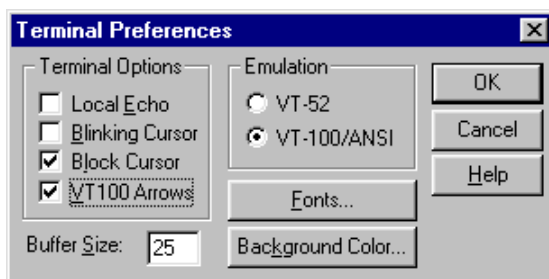 Terminal Preferences
Terminal Options
Local Echo
Blinking Cursor
Block Cursor
VT100 Arrows
Buffer Size: 25
Emulation
VT-52
VT-100/ANSI
Fonts...
Background Color...
OK
Cancel
Help